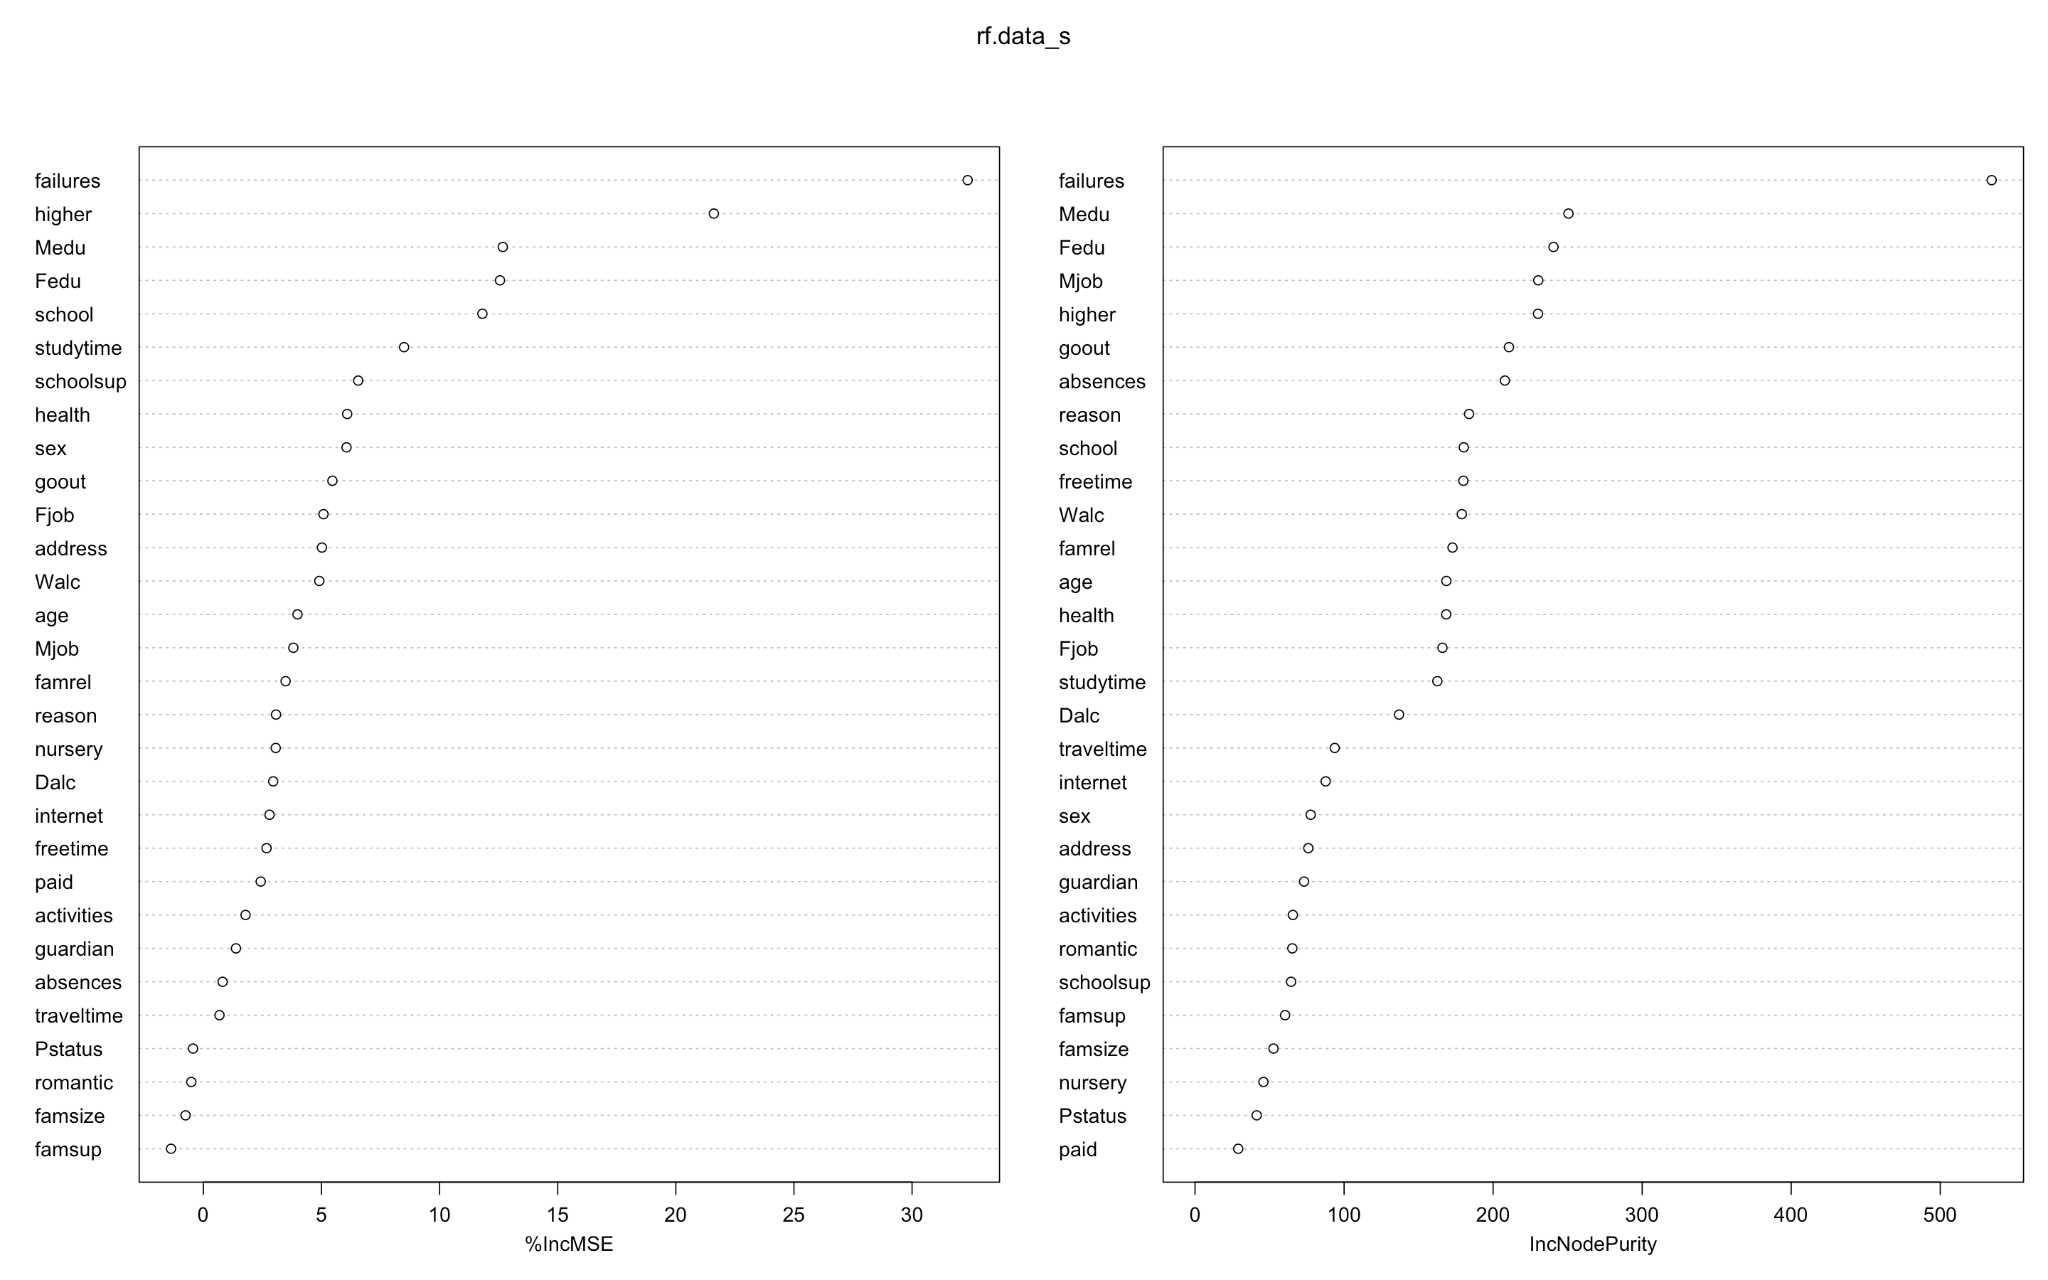 rf.data_s
failures
higher
Medu
Fedu
school
studytime
schoolsup
health
sex
goout
Fjob
address
Walc
age
Mjob
famrel
reason
nursery
Dalc
internet
freetime
paid
activities
guardian
absences
traveltime
Pstatus
romantic
famsize
famsup
0 5 10 15 20 25 30
%IncMSE
failures
Medu
Fedu
Mjob
higher
goout
absences
reason
school
freetime
Walc
famrel
age
health
Fjob
studytime
Dalc
traveltime
internet
sex
address
guardian
activities
romantic
schoolsup
famsup
famsize
nursery
Pstatus
paid
0 100 200 300 400 500
IncNodePurity